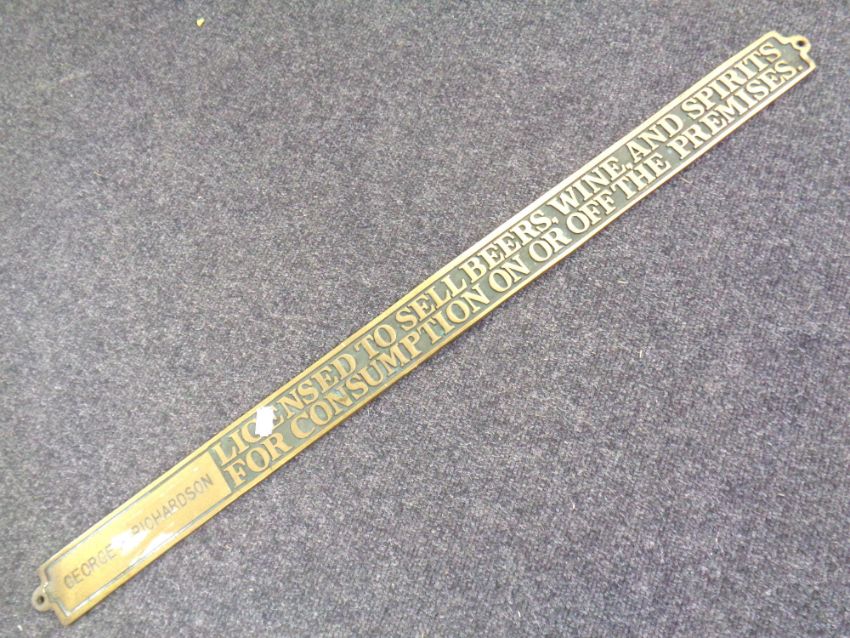 GEORGE RICHARDSON
LICENSED TO SELL BEERS, WINE, AND SPIRITS
FOR CONSUMPTION ON OR OFF THE PREMISES.